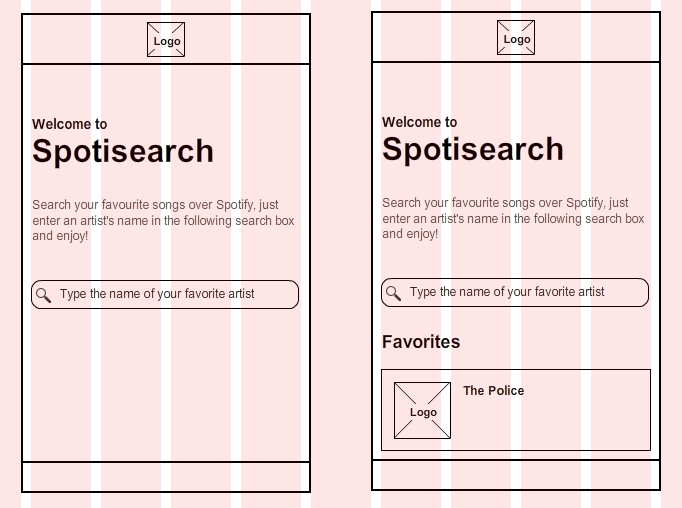 Logo
Welcome to
Spotisearch
Search your favourite songs over Spotify, just
enter an artist's name in the following search box
and enjoy!
Type the name of your favorite artist
Logo
Welcome to
Spotisearch
Search your favourite songs over Spotify, just
enter an artist's name in the following search box
and enjoy!
Type the name of your favorite artist
Favorites
The Police
Logo